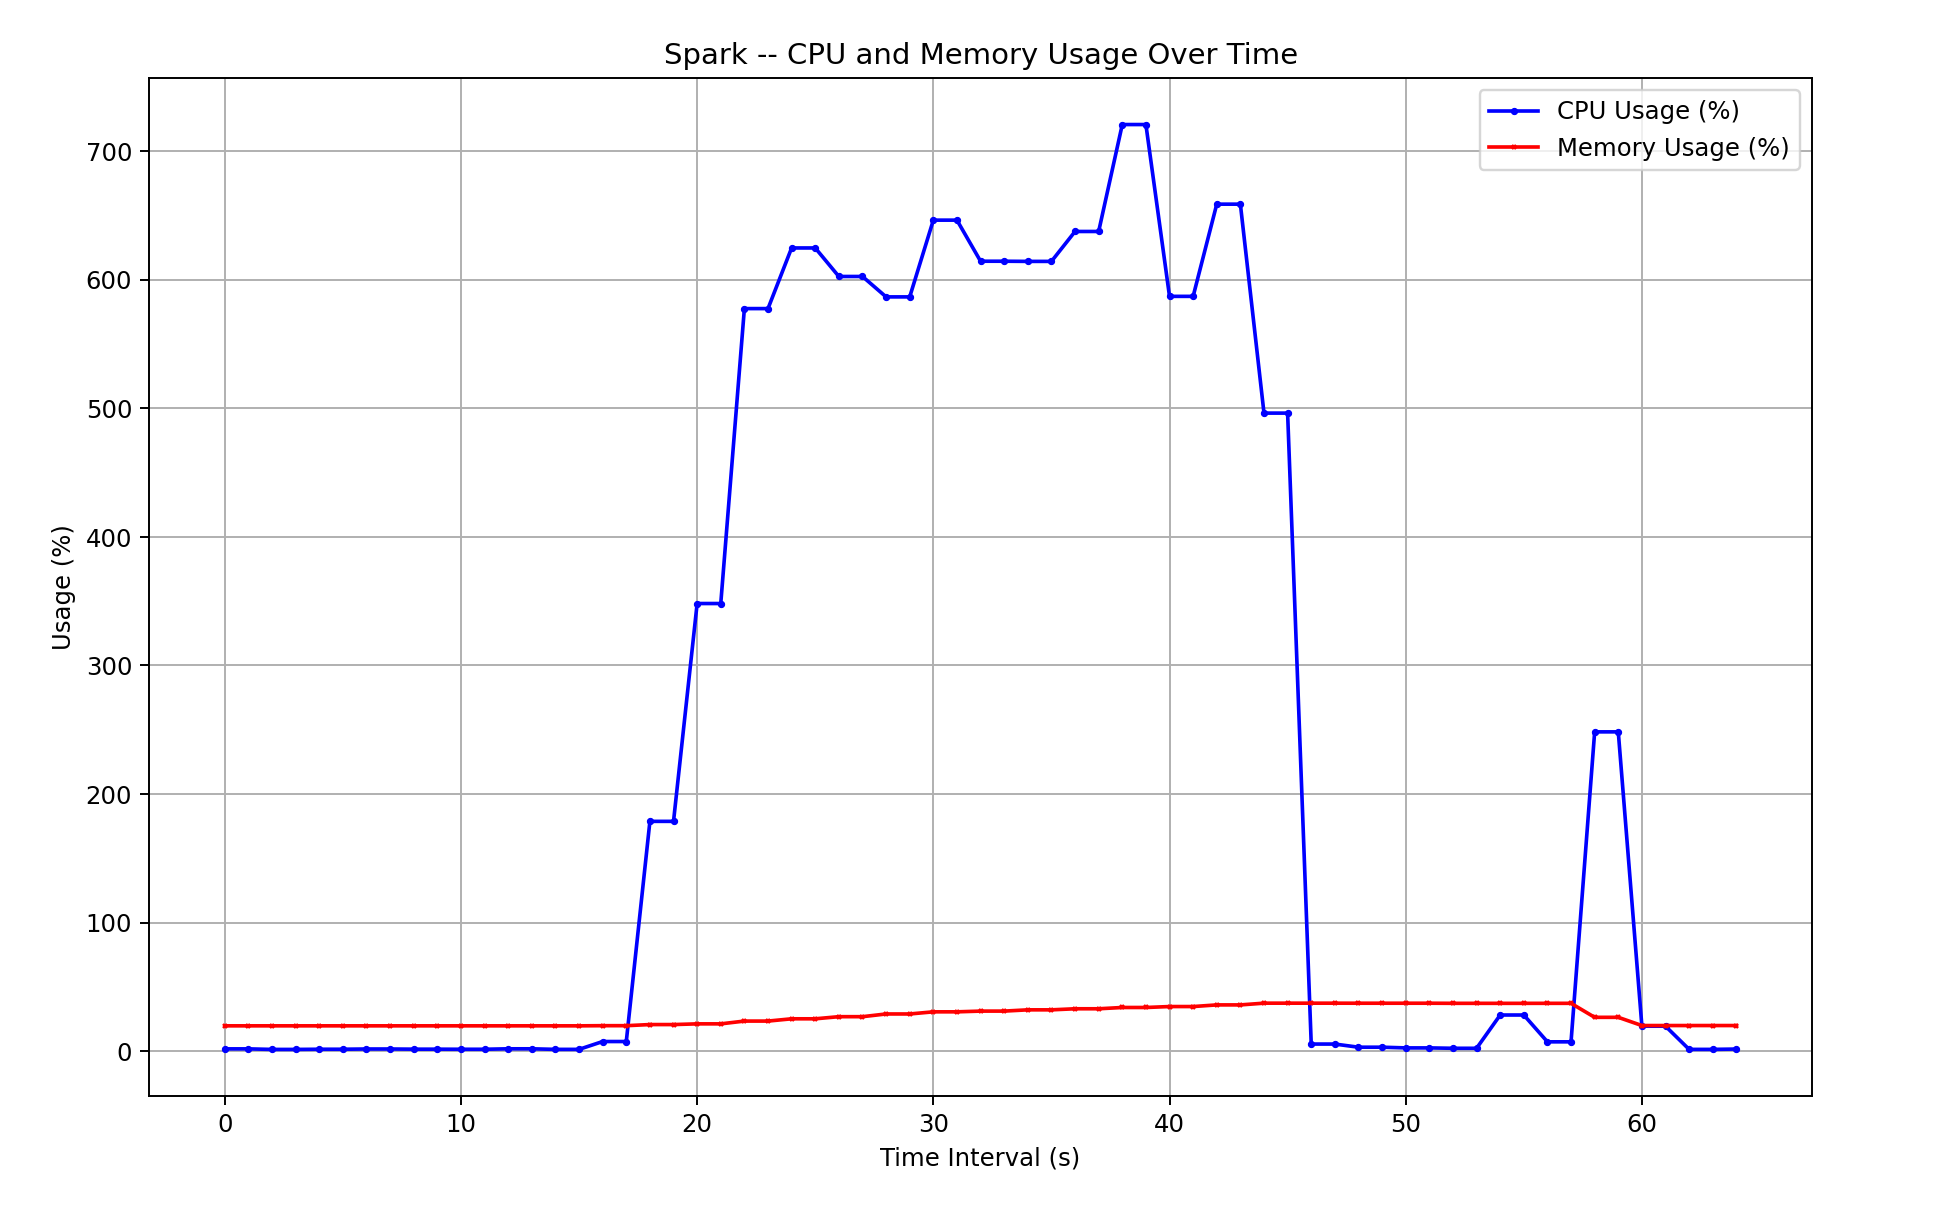 Spark -- CPU and Memory Usage Over Time
CPU Usage (%)
Memory Usage (%)
Usage (%)
700
600
500
400
300
200
100
0
0 10 20 30 40 50 60
Time Interval (s)